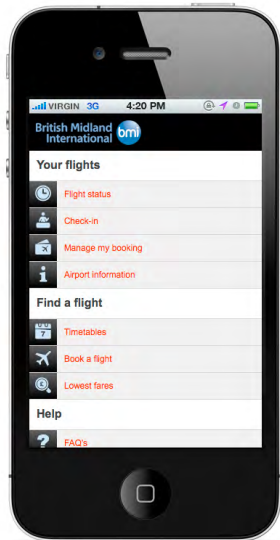 VIRGIN 3G 4:20 PM
British Midland
International bmi
Your flights
Flight status
Check-in
Manage my booking
Airport information
Find a flight
7
Timetables
Book a flight
Lowest fares
Help
? FAQ's